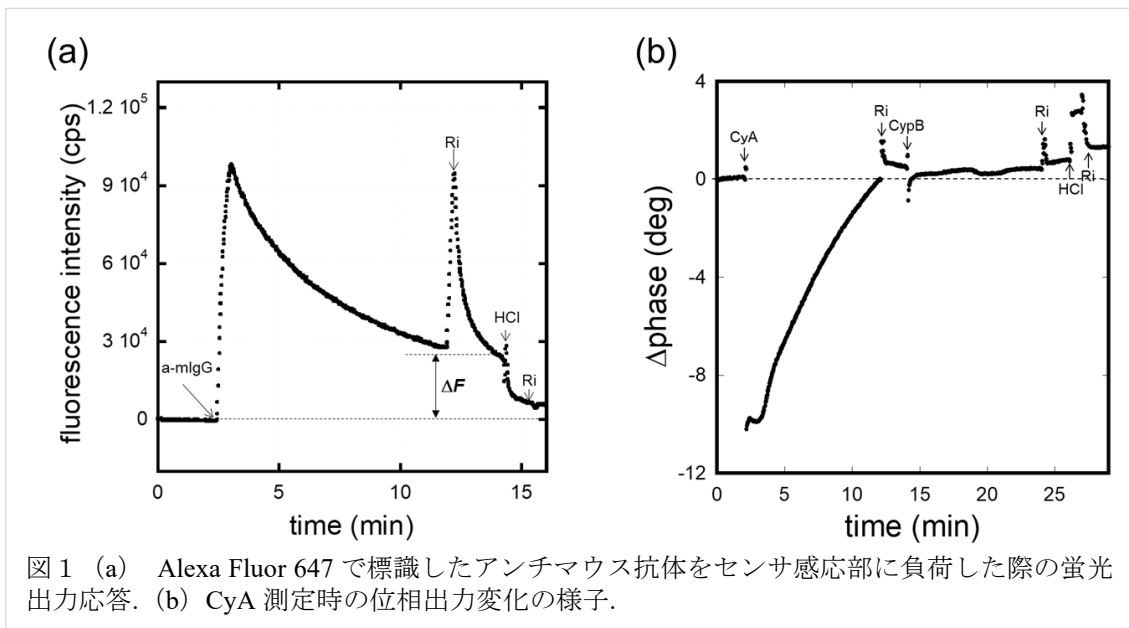 (a)
fluorescence intensity (cps)
1.2 10⁵
9 10⁴
6 10⁴
3 10⁴
0
0
5
10
15
time (min)
a-mIgG
Ri
HCl
Ri
ΔF
(b)
Δphase (deg)
4
0
-4
-8
-12
0
5
10
15
20
25
time (min)
CyA
Ri
CypB
Ri
HCl
Ri
図1 (a) Alexa Fluor 647 で標識したアンチマウス抗体をセンサ感応部に負荷した際の蛍光
出力応答.(b)CyA 測定時の位相出力変化の様子.